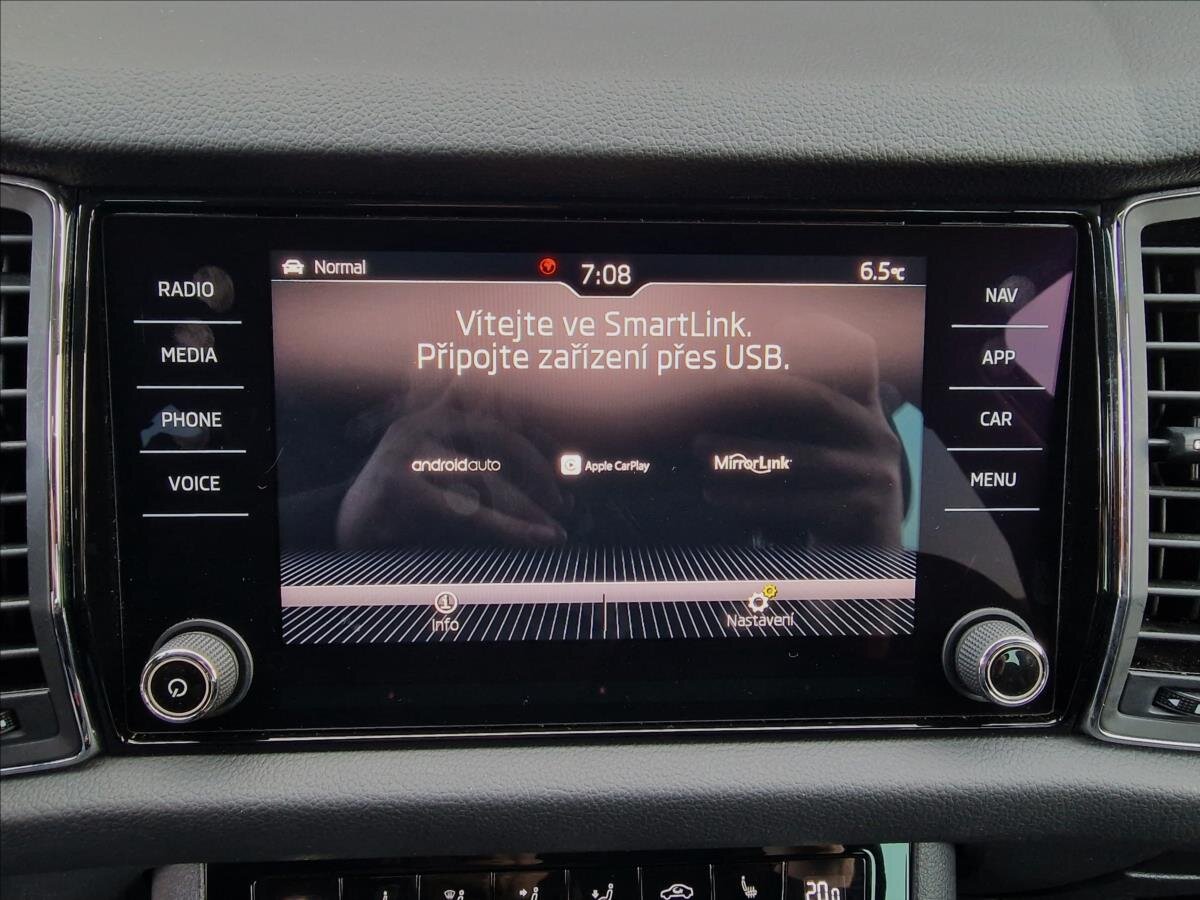 Normal 7:08 6.5°C
Vítejte ve SmartLink.
Připojte zařízení přes USB.
androidauto Apple CarPlay MirrorLink
Info Nastavení
RADIO
MEDIA
PHONE
VOICE
NAV
APP
CAR
MENU